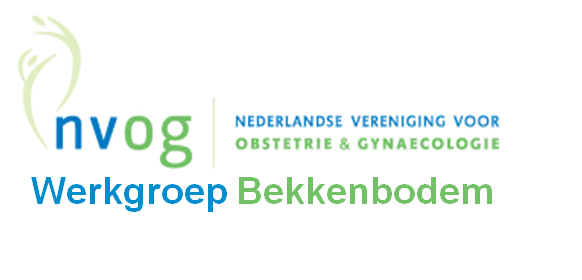 nvog
NEDERLANDSE VERENIGING VOOR
OBSTETRIE & GYNAECOLOGIE
Werkgroep Bekkenbodem